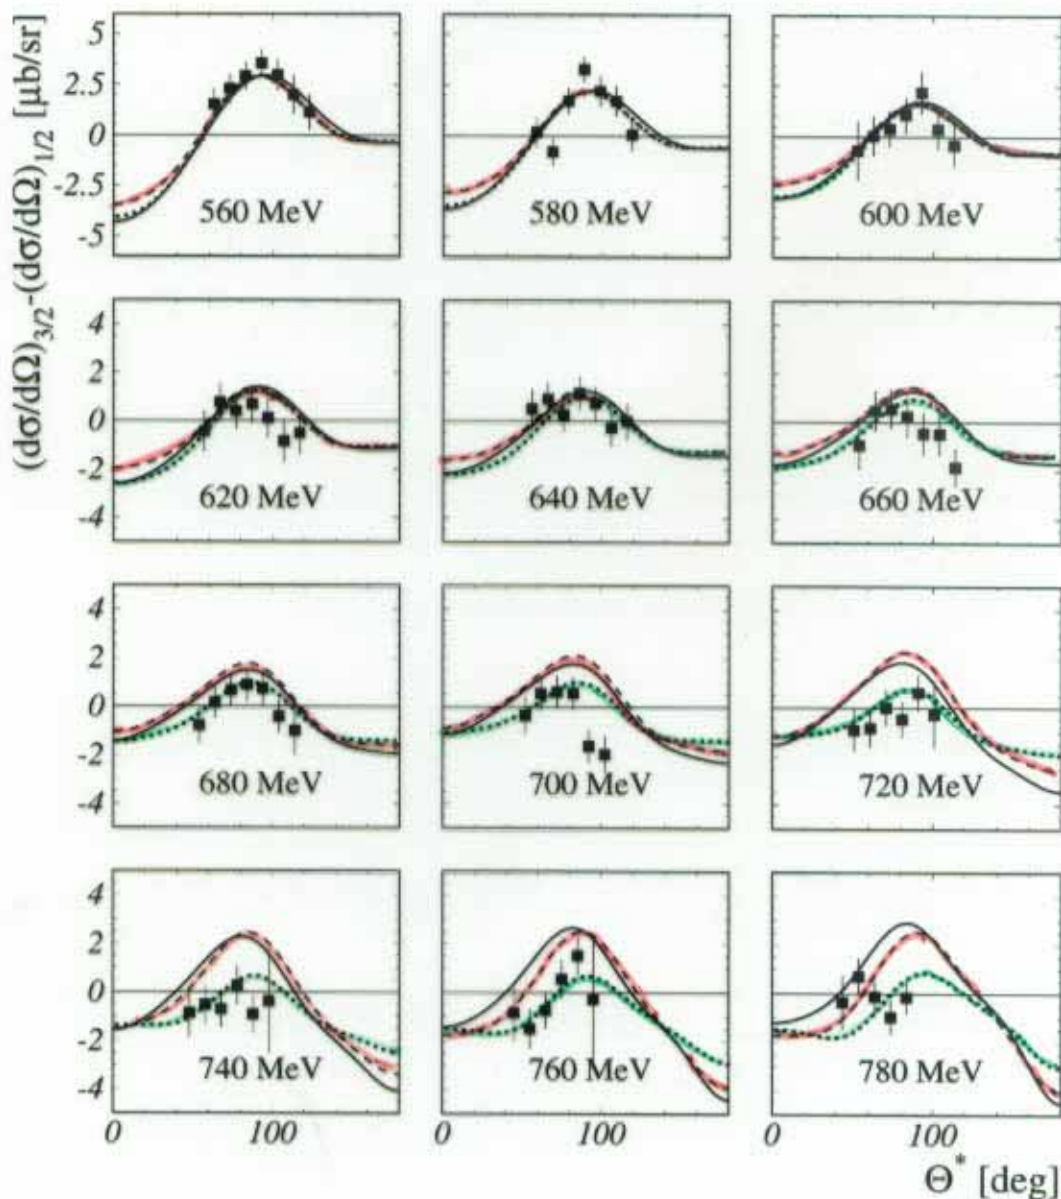 (dσ/dΩ)3/2-(dσ/dΩ)1/2 [μb/sr]
5
2.5
0
-2.5
-5
560 MeV
580 MeV
600 MeV
4
2
0
-2
-4
620 MeV
640 MeV
660 MeV
4
2
0
-2
-4
680 MeV
700 MeV
720 MeV
4
2
0
-2
-4
740 MeV
760 MeV
780 MeV
0 100 0 100 0 100
Θ* [deg]